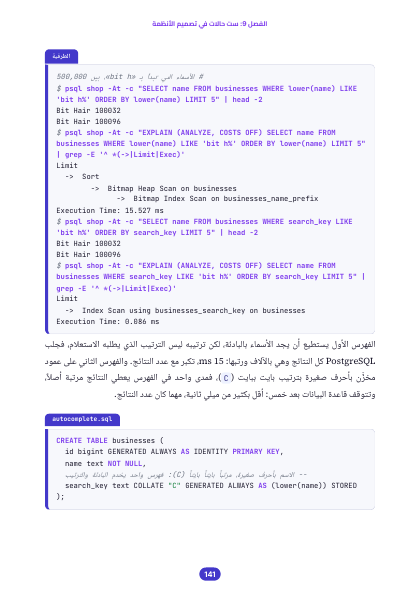 الفصل 9: ست حالات في تصميم الأنظمة
الطرفية
# الأسماء التي تبدأ بـ «bit h»، بين 500,000
$ psql shop -At -c "SELECT name FROM businesses WHERE lower(name) LIKE
'bit h%' ORDER BY lower(name) LIMIT 5" | head -2
Bit Hair 100032
Bit Hair 100096
$ psql shop -At -c "EXPLAIN (ANALYZE, COSTS OFF) SELECT name FROM
businesses WHERE lower(name) LIKE 'bit h%' ORDER BY lower(name) LIMIT 5"
| grep -E '^ *(->|Limit|Exec)'
Limit
  ->  Sort
        ->  Bitmap Heap Scan on businesses
              ->  Bitmap Index Scan on businesses_name_prefix
Execution Time: 15.527 ms
$ psql shop -At -c "SELECT name FROM businesses WHERE search_key LIKE
'bit h%' ORDER BY search_key LIMIT 5" | head -2
Bit Hair 100032
Bit Hair 100096
$ psql shop -At -c "EXPLAIN (ANALYZE, COSTS OFF) SELECT name FROM
businesses WHERE search_key LIKE 'bit h%' ORDER BY search_key LIMIT 5" |
grep -E '^ *(->|Limit|Exec)'
Limit
  ->  Index Scan using businesses_search_key on businesses
Execution Time: 0.086 ms
الفهرس الأول يستطيع أن يجد الأسماء بالبادئة، لكن ترتيبه ليس الترتيب الذي يطلبه الاستعلام، فجلب
PostgreSQL كل النتائج وهي بالآلاف ورتبها: 15 ms، تكبر مع عدد النتائج. والفهرس الثاني على عمود
مخزَّن بأحرف صغيرة بترتيب بايت ببايت (C)، فمدى واحد في الفهرس يعطي النتائج مرتبة أصلًا،
وتتوقف قاعدة البيانات بعد خمس: أقل بكثير من ميلي ثانية، مهما كان عدد النتائج.
autocomplete.sql
CREATE TABLE businesses (
  id bigint GENERATED ALWAYS AS IDENTITY PRIMARY KEY,
  name text NOT NULL,
  -- الاسم بأحرف صغيرة، مرتبًا بايتًا بايتًا (C): فهرس واحد يخدم البادئة والترتيب
  search_key text COLLATE "C" GENERATED ALWAYS AS (lower(name)) STORED
);
141